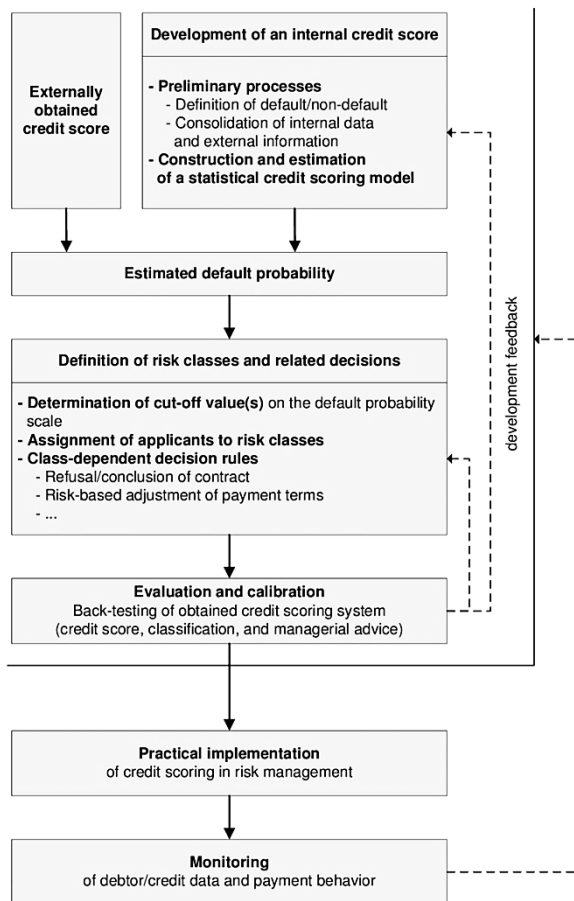 Externally
obtained
credit score
Development of an internal credit score
- Preliminary processes
- Definition of default/non-default
- Consolidation of internal data
and external information
- Construction and estimation
of a statistical credit scoring model
Estimated default probability
Definition of risk classes and related decisions
- Determination of cut-off value(s) on the default probability
scale
- Assignment of applicants to risk classes
- Class-dependent decision rules
- Refusal/conclusion of contract
- Risk-based adjustment of payment terms
- ...
development feedback
Evaluation and calibration
Back-testing of obtained credit scoring system
(credit score, classification, and managerial advice)
Practical implementation
of credit scoring in risk management
Monitoring
of debtor/credit data and payment behavior